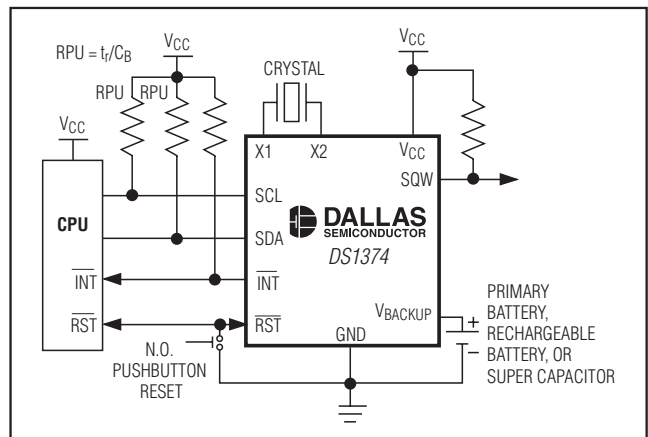 RPU = tr/CB
VCC
VCC
CRYSTAL
RPU RPU
VCC
X1 X2 VCC
SQW
SCL
CPU
DALLAS
SEMICONDUCTOR
SDA
DS1374
INT INT
VBACKUP
+
PRIMARY
BATTERY,
RECHARGEABLE
BATTERY, OR
SUPER CAPACITOR
−
RST RST
GND
N.O.
PUSHBUTTON
RESET